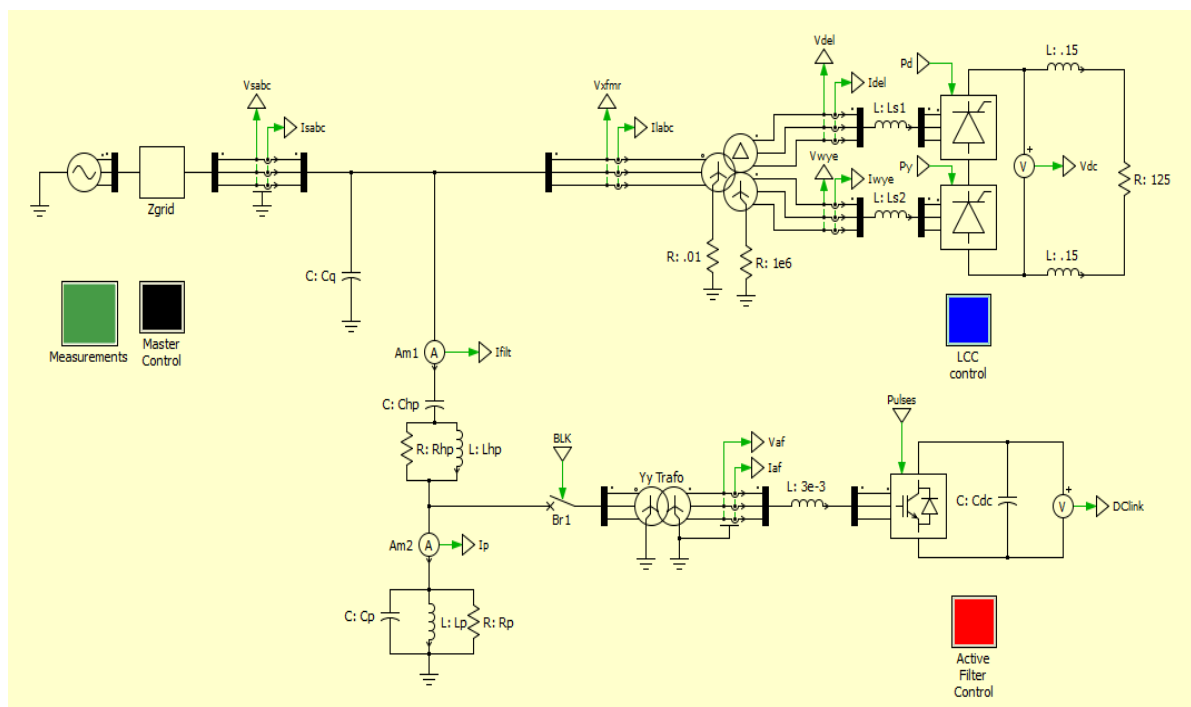 Vdel
L: .15
Pd
Idel
Vsabc
Vxfmr
L: Ls1
Isabc
Ilabc
Vwye
Py
V
+
Vdc
Iwye
R: 125
Zgrid
L: Ls2
C: Cq
R: .01
R: 1e6
L: .15
Measurements
Master
Control
Am1
A
Ifilt
LCC
control
C: Chp
Pulses
R: Rhp
L: Lhp
BLK
Vaf
Iaf
Yy Trafo
L: 3e-3
C: Cdc
V
+
DClink
Br1
Am2
A
Ip
C: Cp
L: Lp
R: Rp
Active
Filter
Control